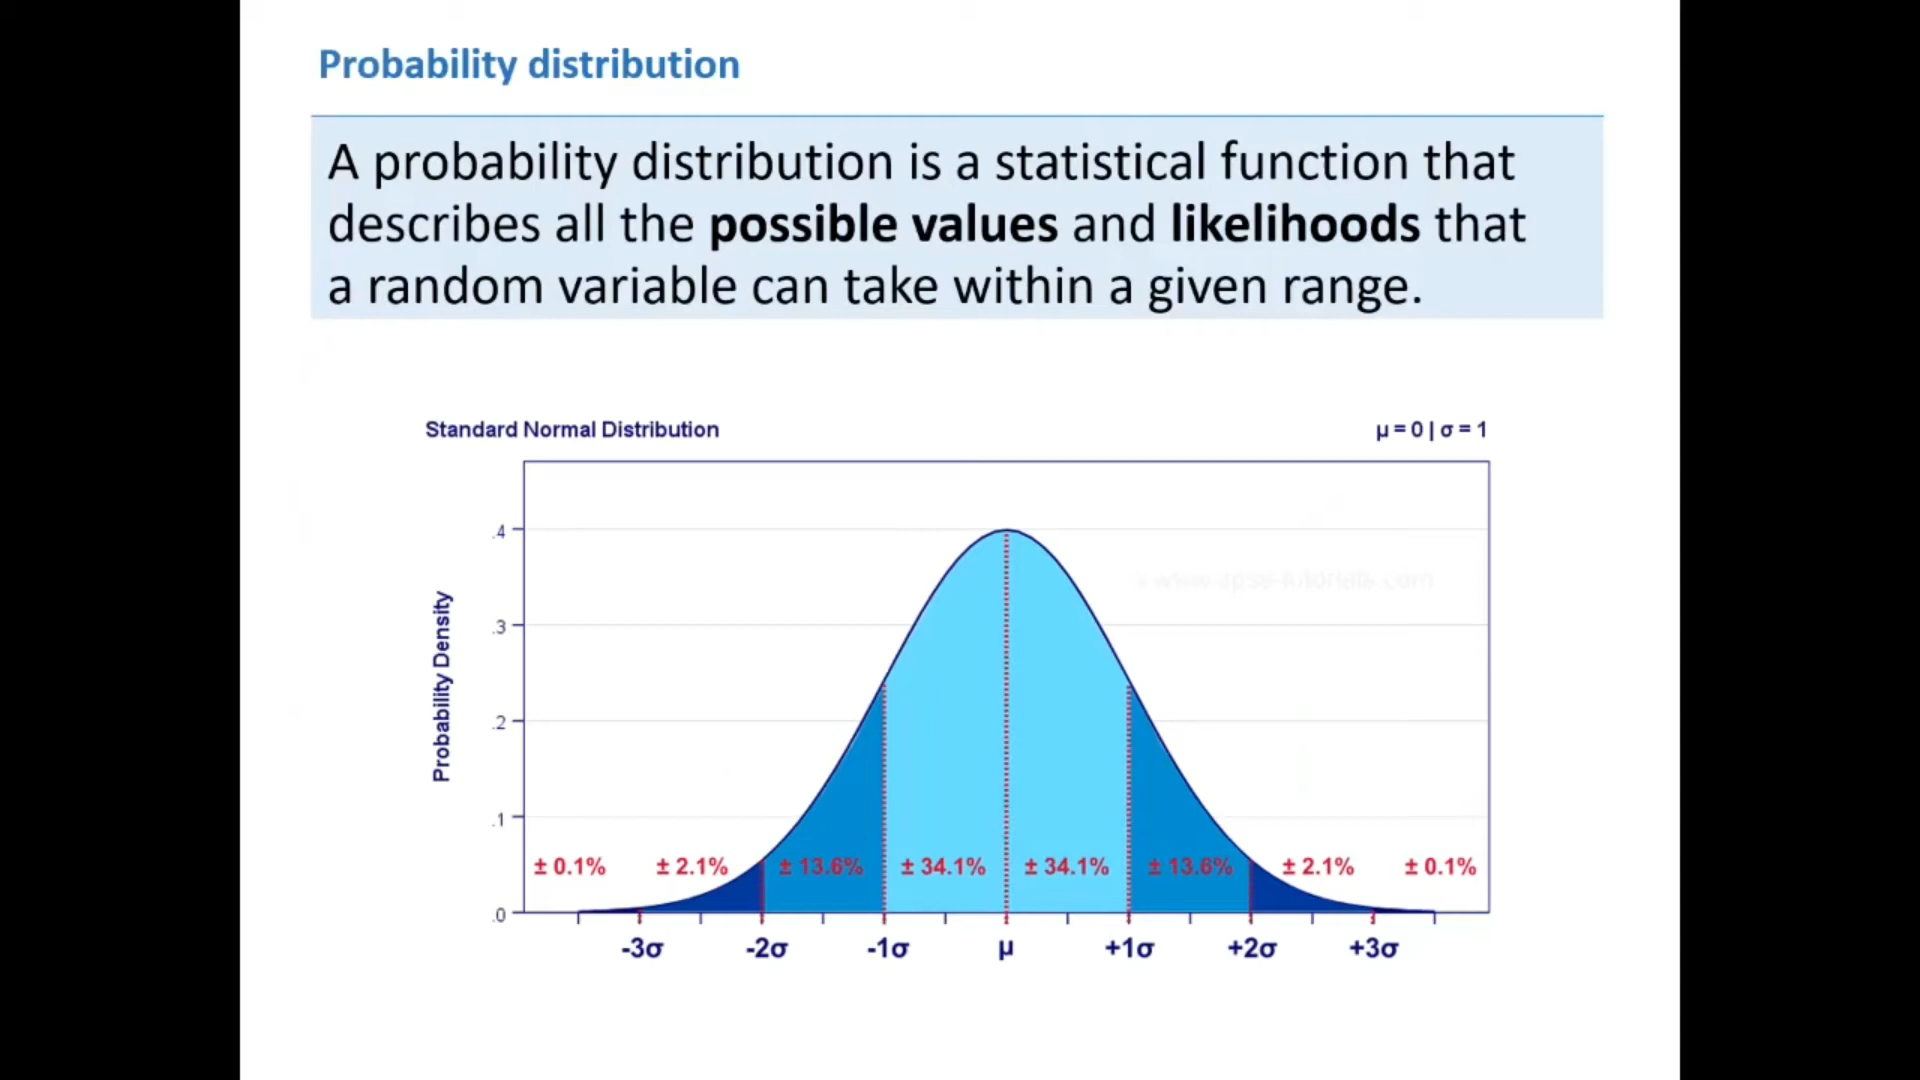 Probability distribution
A probability distribution is a statistical function that
describes all the possible values and likelihoods that
a random variable can take within a given range.
Standard Normal Distribution
μ = 0 | σ = 1
.4
.3
.2
.1
.0
Probability Density
± 0.1%
± 2.1%
± 13.6%
± 34.1%
± 34.1%
± 13.6%
± 2.1%
± 0.1%
-3σ
-2σ
-1σ
μ
+1σ
+2σ
+3σ